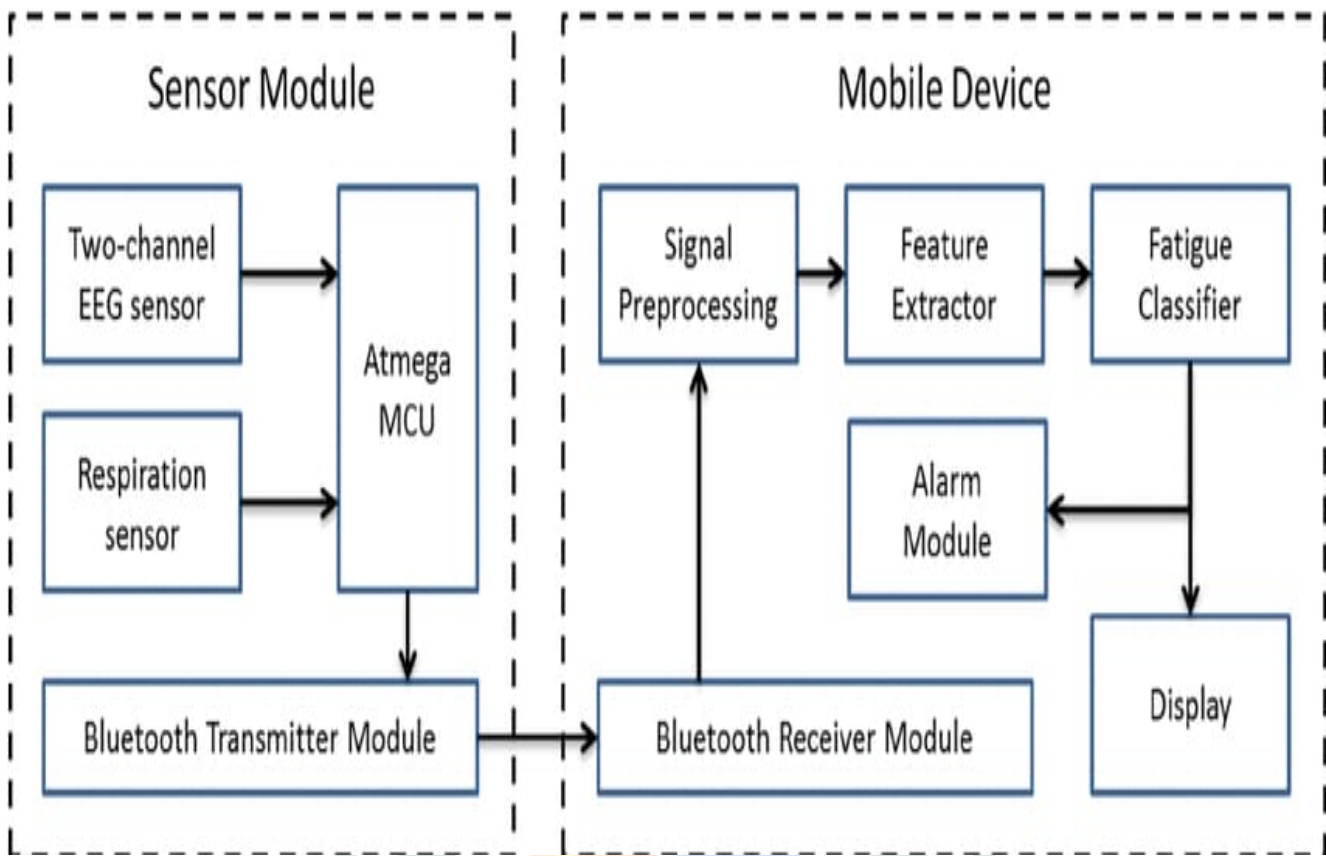 Sensor Module
Two-channel
EEG sensor
Respiration
sensor
Atmega
MCU
Bluetooth Transmitter Module
Mobile Device
Signal
Preprocessing
Feature
Extractor
Fatigue
Classifier
Alarm
Module
Bluetooth Receiver Module
Display